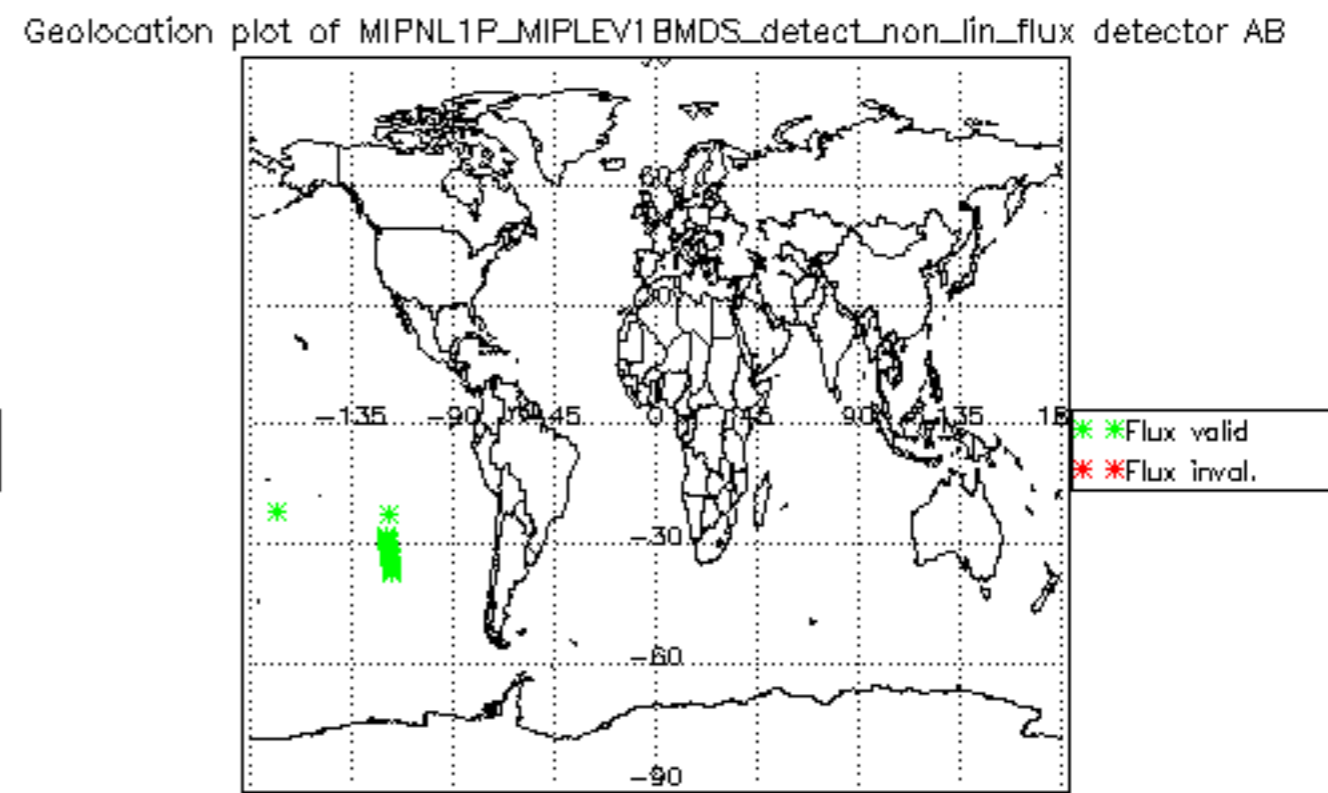 Geolocation plot of MIPNL1P_MIPLEV1BMDS_detect_non_lin_flux detector AB
60
-135 -90 45 0 45 90 135
Flux valid
Flux inval.
-30
-60
-90